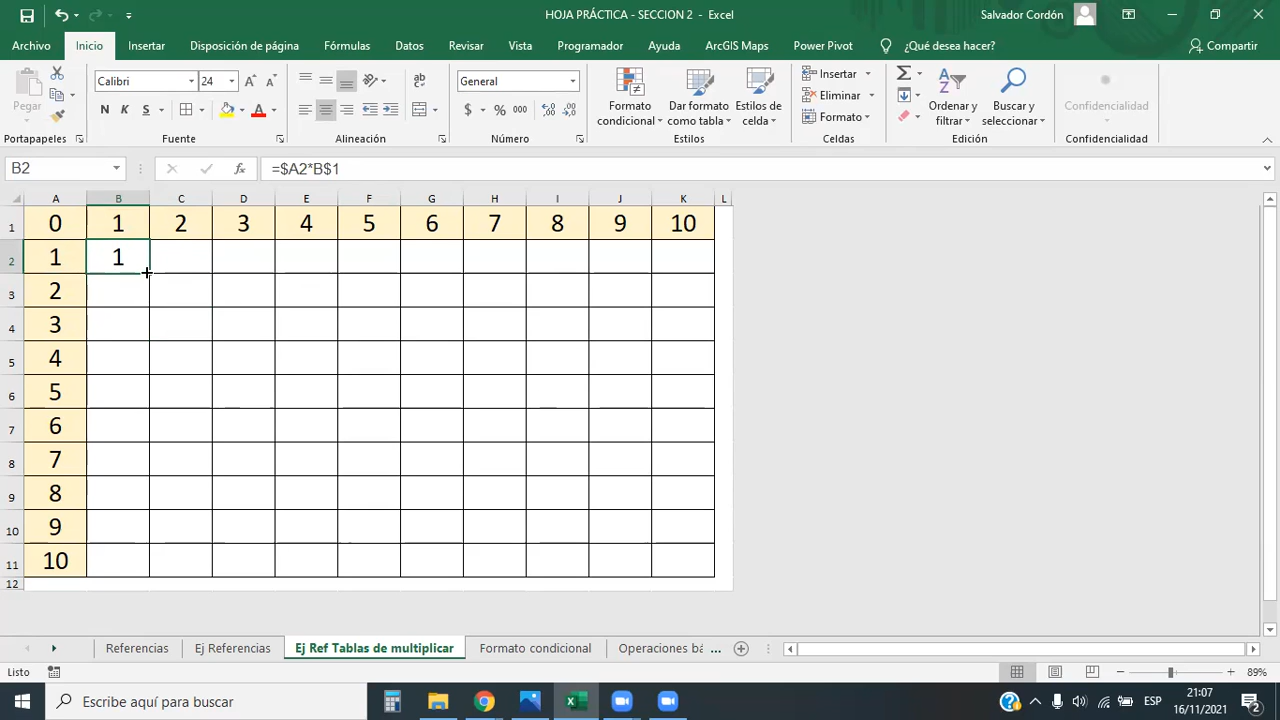 HOJA PRÁCTICA - SECCION 2 - Excel
Salvador Cordón
Archivo Inicio Insertar Disposición de página Fórmulas Datos Revisar Vista Programador Ayuda ArcGIS Maps Power Pivot ¿Qué desea hacer? Compartir
Pegar
Portapapeles
Calibri 24
N K S
Fuente
ab
Alineación
General
$ % 000
Número
Formato condicional
Dar formato como tabla
Estilos de celda
Estilos
Insertar
Eliminar
Formato
Celdas
Ordenar y filtrar
Buscar y seleccionar
Edición
Confidencialidad
Confidencialidad
B2 fx =$A2*B$1
A B C D E F G H I J K L
1 0 1 2 3 4 5 6 7 8 9 10
2 1 1
3 2
4 3
5 4
6 5
7 6
8 7
9 8
10 9
11 10
12
Referencias Ej Referencias Ej Ref Tablas de multiplicar Formato condicional Operaciones bá ...
Listo 89%
Escribe aquí para buscar
ESP
21:07
16/11/2021
2